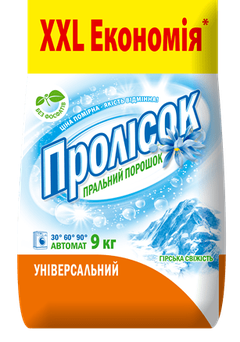 XXL Економія*
БЕЗ ФОСФАТІВ
ЦІНА ПОМІРНА - ЯКІСТЬ ВІДМІННА!
Пролісок
ПРАЛЬНИЙ ПОРОШОК
30° 60° 90°
АВТОМАТ 9 кг
ГІРСЬКА СВІЖІСТЬ
УНІВЕРСАЛЬНИЙ